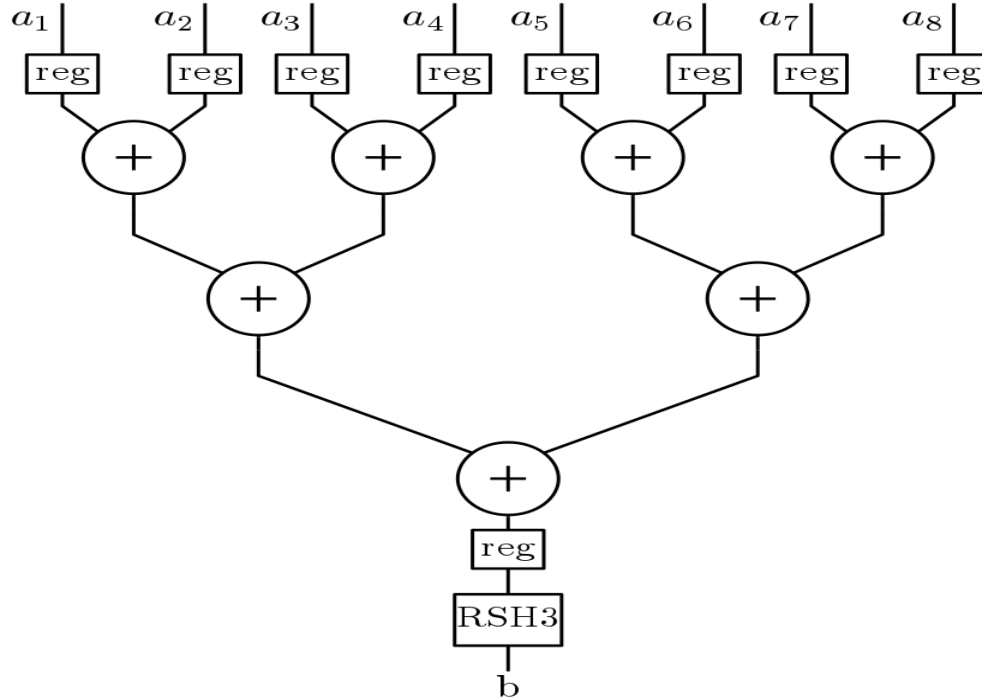 a₁ a₂ a₃ a₄ a₅ a₆ a₇ a₈
reg reg reg reg reg reg reg reg
+ + + +
+ +
+
reg
RSH3
b